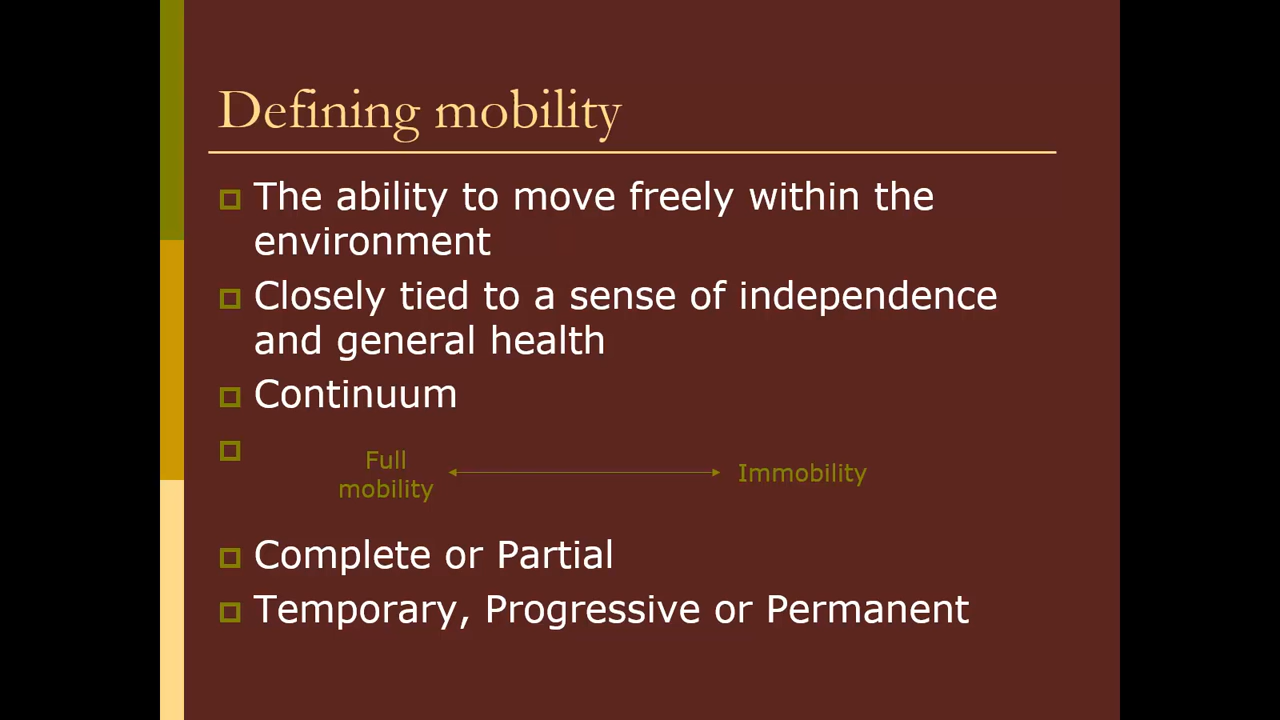 Defining mobility
The ability to move freely within the
environment
Closely tied to a sense of independence
and general health
Continuum
Full
mobility
Immobility
Complete or Partial
Temporary, Progressive or Permanent